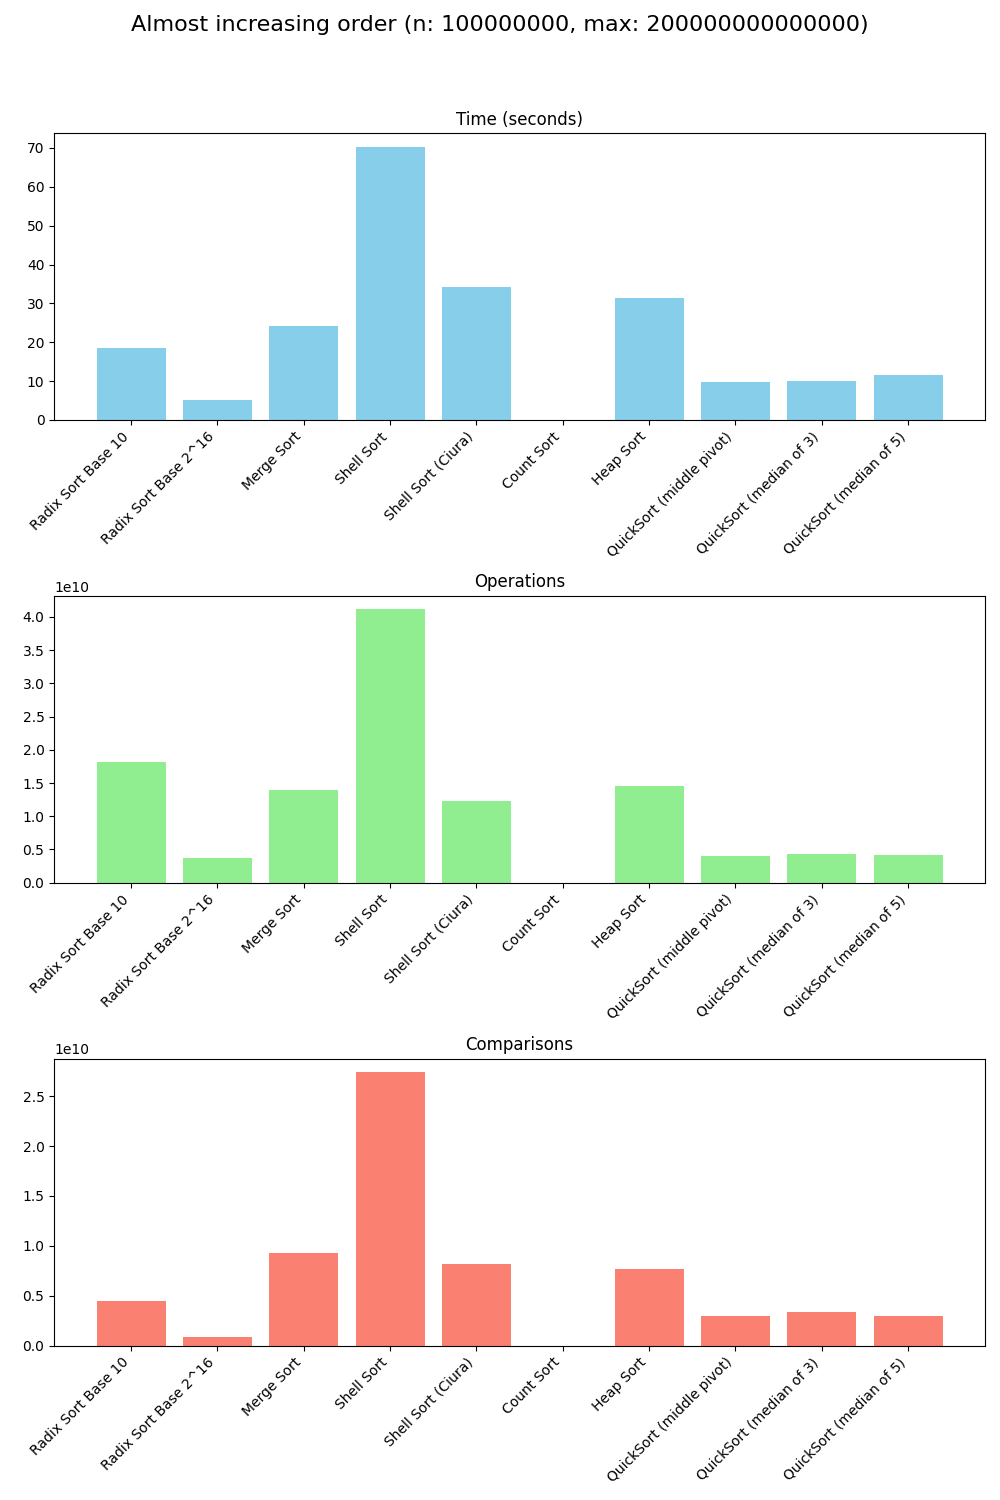 Almost increasing order (n: 100000000, max: 200000000000000)
Time (seconds)
70
60
50
40
30
20
10
0
Radix Sort Base 10
Radix Sort Base 2^16
Merge Sort
Shell Sort
Shell Sort (Ciura)
Count Sort
Heap Sort
QuickSort (middle pivot)
QuickSort (median of 3)
QuickSort (median of 5)
Operations
1e10
4.0
3.5
3.0
2.5
2.0
1.5
1.0
0.5
0.0
Radix Sort Base 10
Radix Sort Base 2^16
Merge Sort
Shell Sort
Shell Sort (Ciura)
Count Sort
Heap Sort
QuickSort (middle pivot)
QuickSort (median of 3)
QuickSort (median of 5)
Comparisons
1e10
2.5
2.0
1.5
1.0
0.5
0.0
Radix Sort Base 10
Radix Sort Base 2^16
Merge Sort
Shell Sort
Shell Sort (Ciura)
Count Sort
Heap Sort
QuickSort (middle pivot)
QuickSort (median of 3)
QuickSort (median of 5)